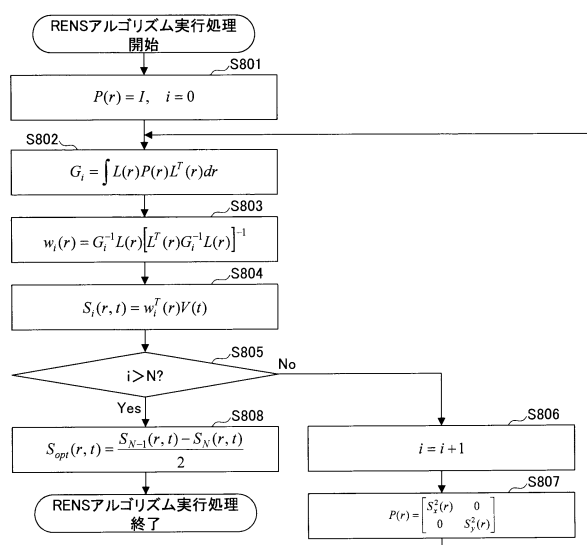 RENSアルゴリズム実行処理
開始
S801
P(r) = I, i = 0
S802
G_i = ∫ L(r)P(r)L^T(r)dr
S803
w_i(r) = G_i^{-1}L(r)[L^T(r)G_i^{-1}L(r)]^{-1}
S804
S_i(r, t) = w_i^T(r)V(t)
S805
i>N?
No
Yes
S808
S_{opt}(r, t) = \frac{S_{N-1}(r, t) − S_N(r, t)}{2}
RENSアルゴリズム実行処理
終了
S806
i = i + 1
S807
P(r) = [S_x^2(r) 0
0 S_y^2(r)]